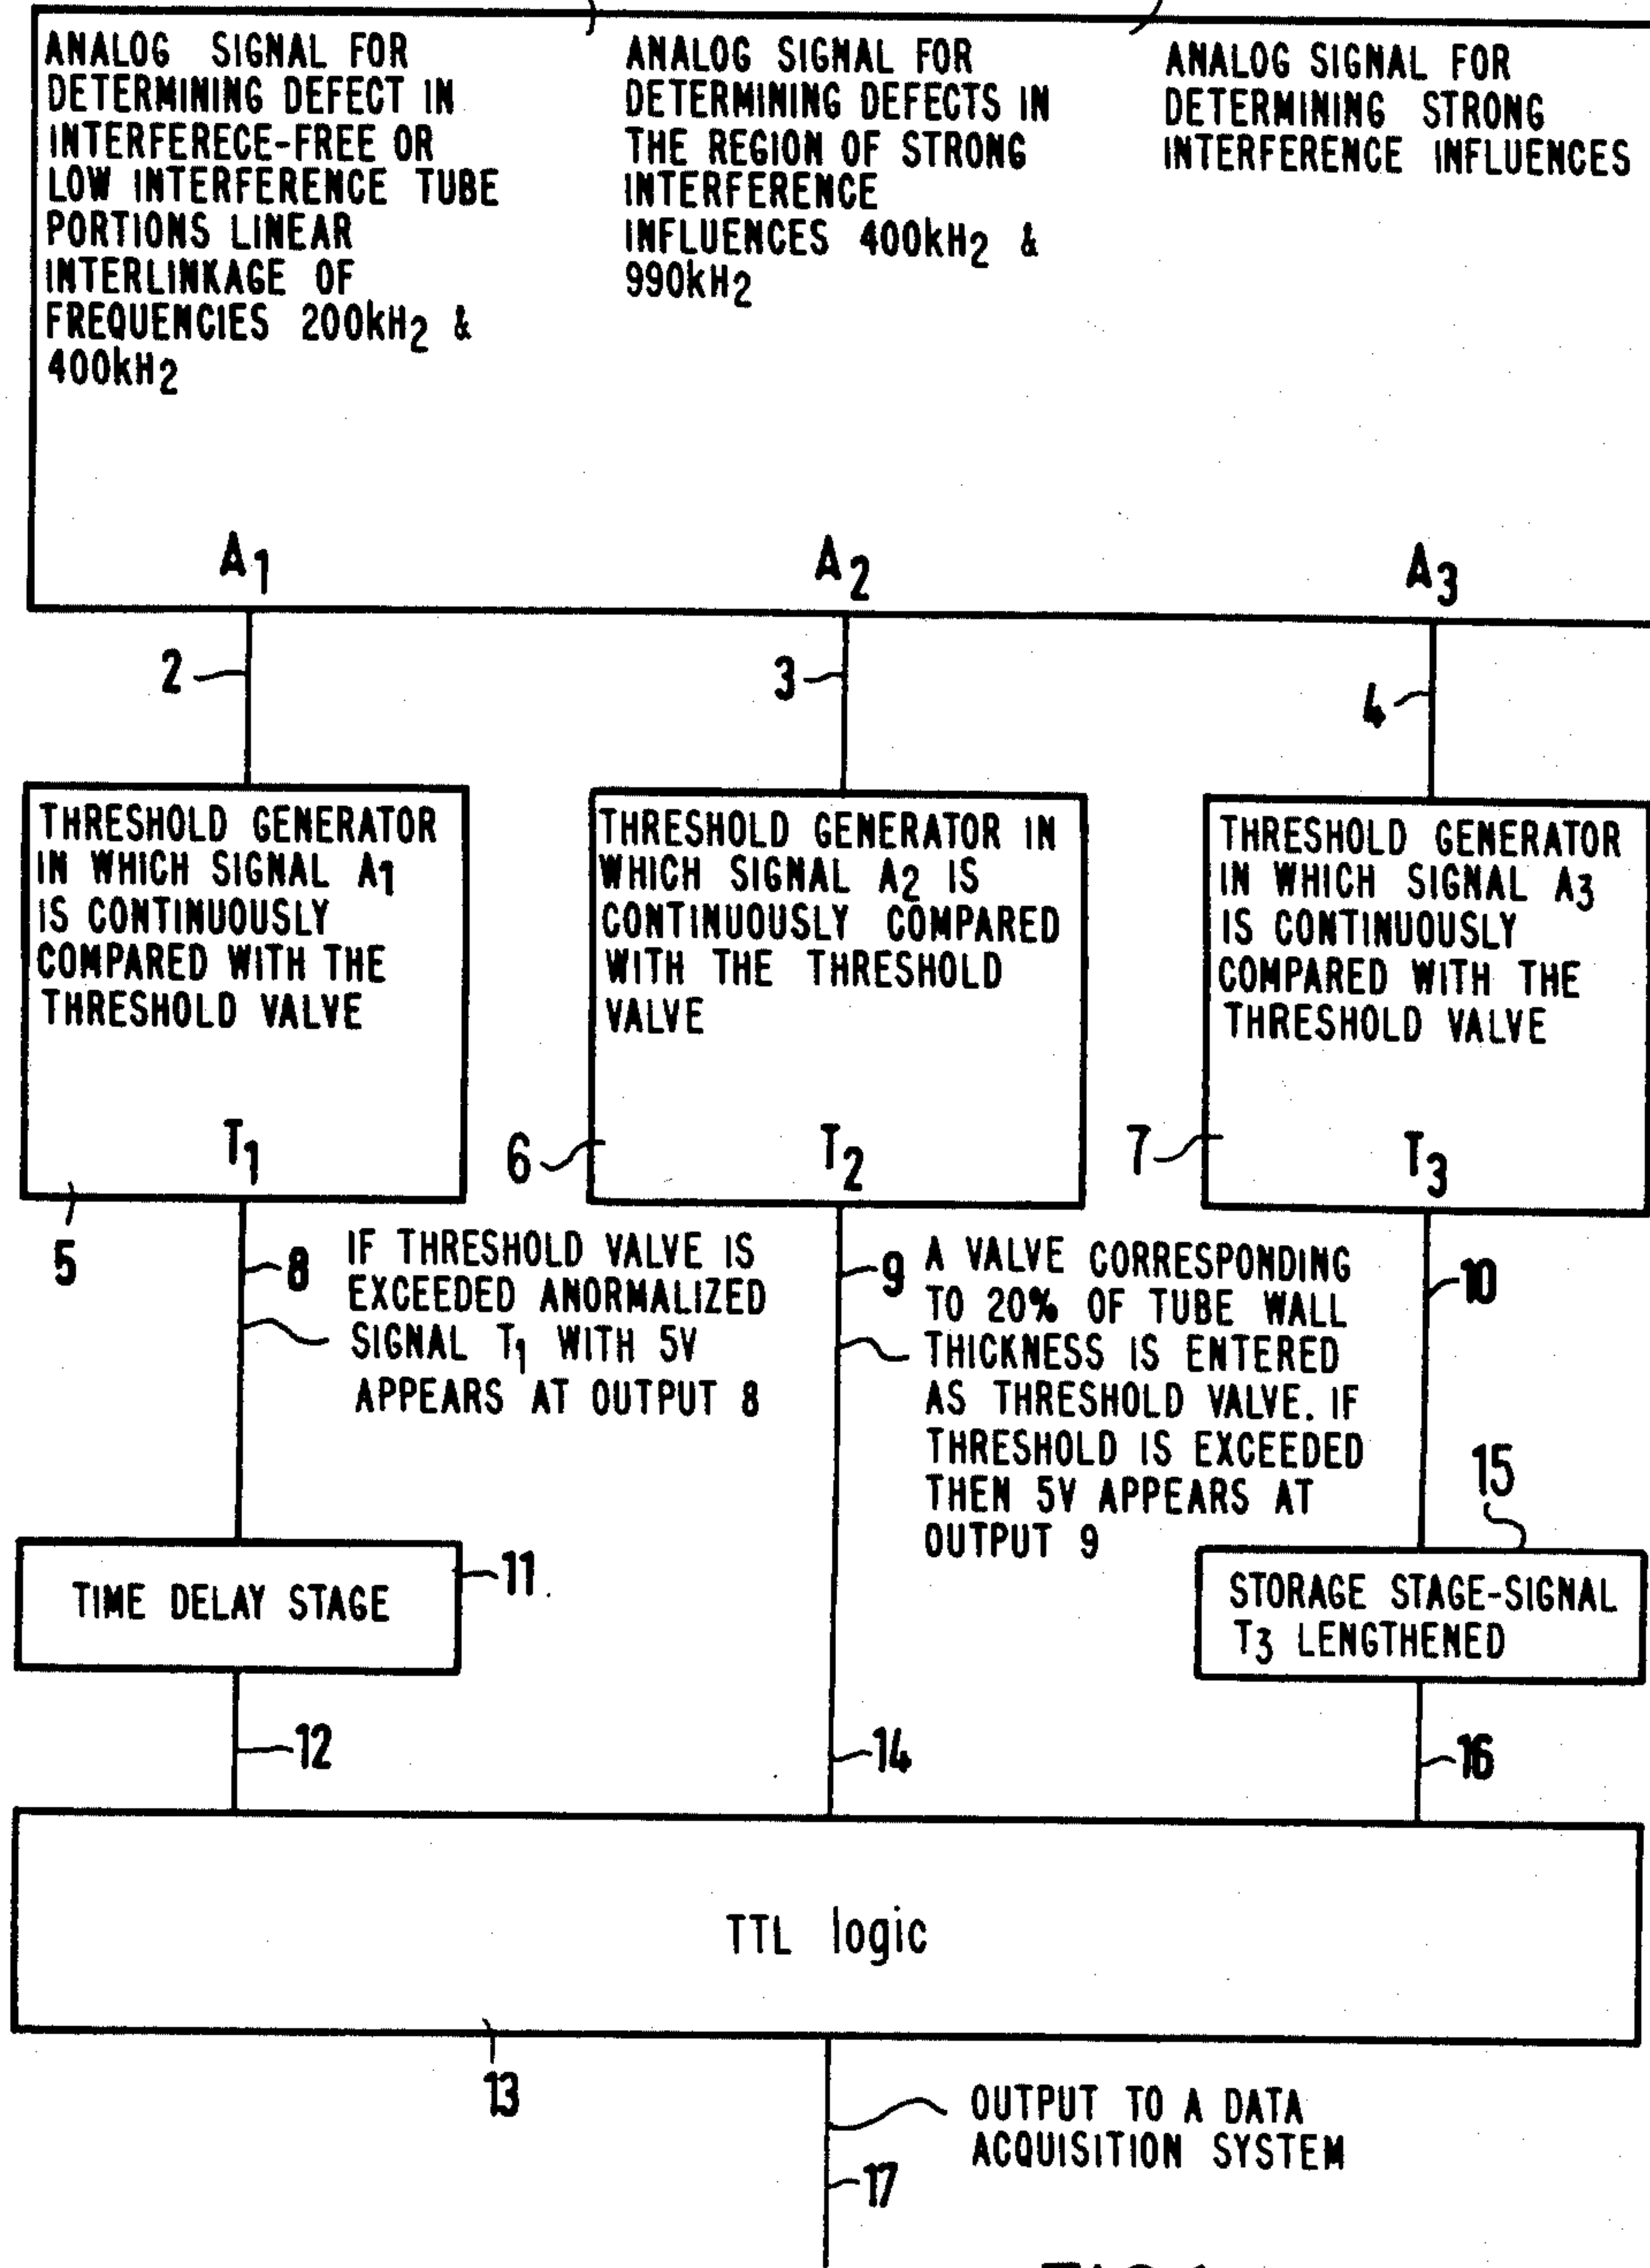 ANALOG SIGNAL FOR
DETERMINING DEFECT IN
INTERFERECE-FREE OR
LOW INTERFERENCE TUBE
PORTIONS LINEAR
INTERLINKAGE OF
FREQUENCIES 200kH2 &
400kH2
ANALOG SIGNAL FOR
DETERMINING DEFECTS IN
THE REGION OF STRONG
INTERFERENCE
INFLUENCES 400kH2 &
990kH2
ANALOG SIGNAL FOR
DETERMINING STRONG
INTERFERENCE INFLUENCES
A1
A2
A3
2
3
4
THRESHOLD GENERATOR
IN WHICH SIGNAL A1
IS CONTINUOUSLY
COMPARED WITH THE
THRESHOLD VALVE
T1
5
THRESHOLD GENERATOR IN
WHICH SIGNAL A2 IS
CONTINUOUSLY COMPARED
WITH THE THRESHOLD
VALVE
T2
6
THRESHOLD GENERATOR
IN WHICH SIGNAL A3
IS CONTINUOUSLY
COMPARED WITH THE
THRESHOLD VALVE
T3
7
8
IF THRESHOLD VALVE IS
EXCEEDED ANORMALIZED
SIGNAL T1 WITH 5V
APPEARS AT OUTPUT 8
9
A VALVE CORRESPONDING
TO 20% OF TUBE WALL
THICKNESS IS ENTERED
AS THRESHOLD VALVE. IF
THRESHOLD IS EXCEEDED
THEN 5V APPEARS AT
OUTPUT 9
10
15
TIME DELAY STAGE
11
STORAGE STAGE-SIGNAL
T3 LENGTHENED
12
14
16
TTL logic
13
OUTPUT TO A DATA
ACQUISITION SYSTEM
17